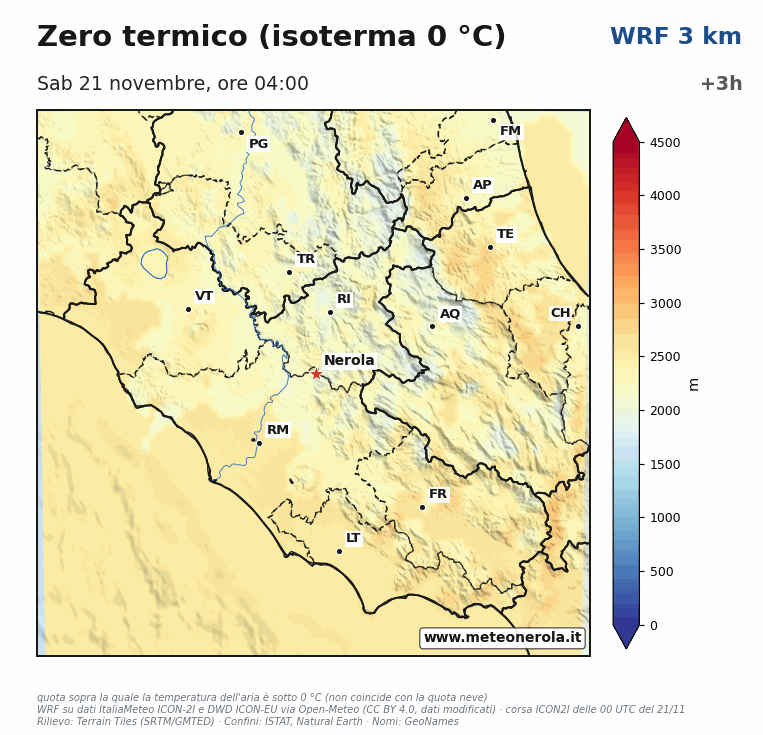 Zero termico (isoterma 0 °C)
WRF 3 km
Sab 21 novembre, ore 04:00
+3h
FM
PG
AP
TE
TR
VT
RI
AQ
CH
Nerola
RM
FR
LT
www.meteonerola.it
4500
4000
3500
3000
2500
2000
1500
1000
500
0
m
quota sopra la quale la temperatura dell'aria è sotto 0 °C (non coincide con la quota neve)
WRF su dati ItaliaMeteo ICON-2I e DWD ICON-EU via Open-Meteo (CC BY 4.0, dati modificati) · corsa ICON2I delle 00 UTC del 21/11
Rilievo: Terrain Tiles (SRTM/GMTED) · Confini: ISTAT, Natural Earth · Nomi: GeoNames